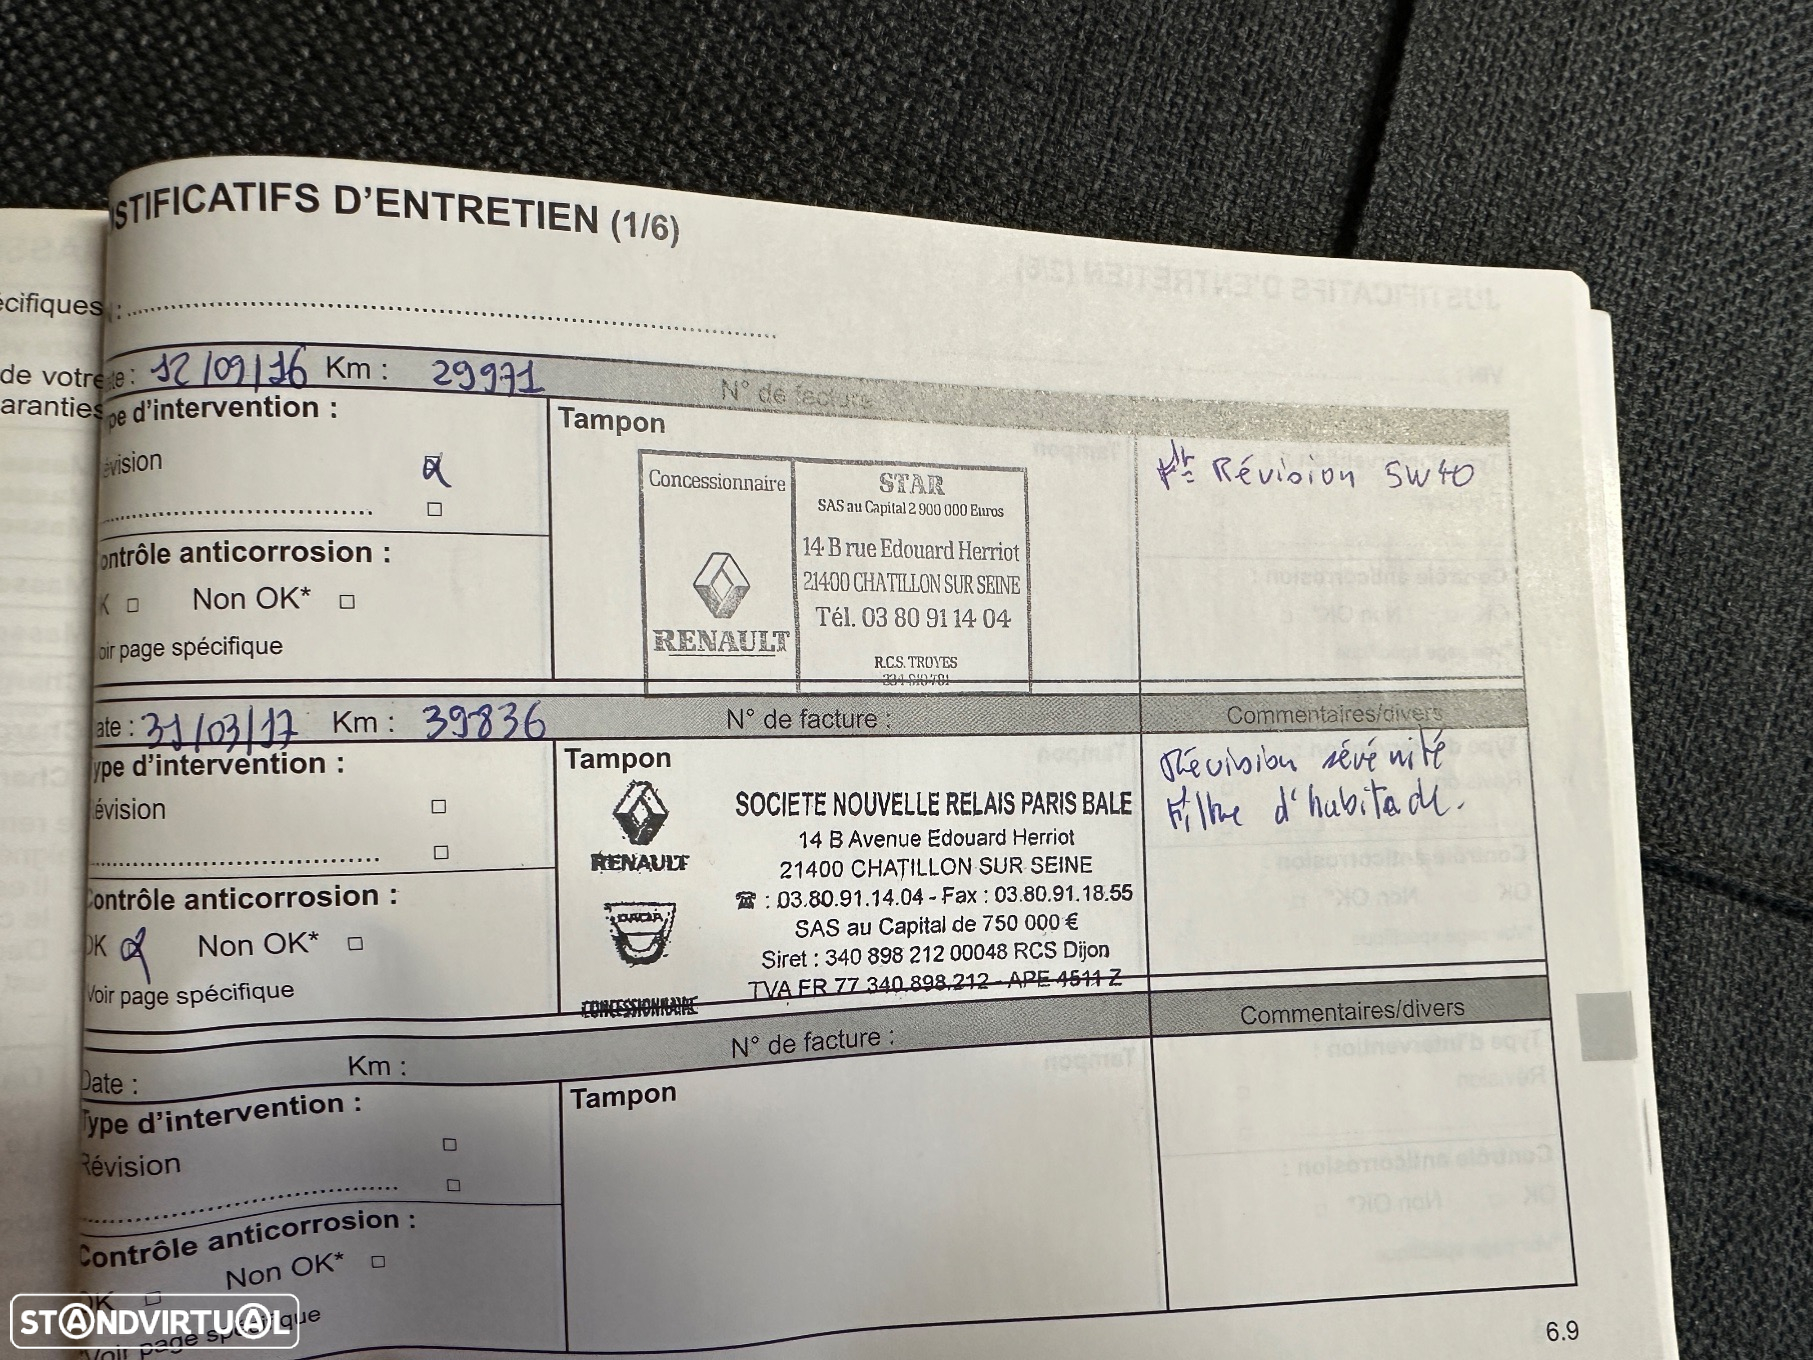 STIFICATIFS D'ENTRETIEN (1/6)
écifiques
de votre
aranties
te : 12/09/16 Km : 29971
N° de facture
pe d'intervention :
Tampon
évision
Concessionnaire
RENAULT
STAR
SAS au Capital 2 900 000 Euros
14 B rue Edouard Herriot
21400 CHATILLON SUR SEINE
Tél. 03 80 91 14 04
R.C.S. TROYES
Révision 5W40
ontrôle anticorrosion :
K Non OK*
oir page spécifique
ate : 31/03/17 Km : 39836 N° de facture : Commentaires/divers
ype d'intervention :
Tampon
évision
RENAULT
DACIA
CONCESSIONNAIRE
SOCIETE NOUVELLE RELAIS PARIS BALE
14 B Avenue Edouard Herriot
21400 CHATILLON SUR SEINE
☎ : 03.80.91.14.04 - Fax : 03.80.91.18.55
SAS au Capital de 750 000 €
Siret : 340 898 212 00048 RCS Dijon
TVA FR 77 340.898.212 - APE 4511 Z
Révision sévérité
Filtre d'habitacle.
ontrôle anticorrosion :
OK Non OK*
Voir page spécifique
Date : Km : N° de facture : Commentaires/divers
Type d'intervention :
Tampon
Révision
Contrôle anticorrosion :
OK Non OK*
*Voir page spécifique
6.9
STANDVIRTUAL